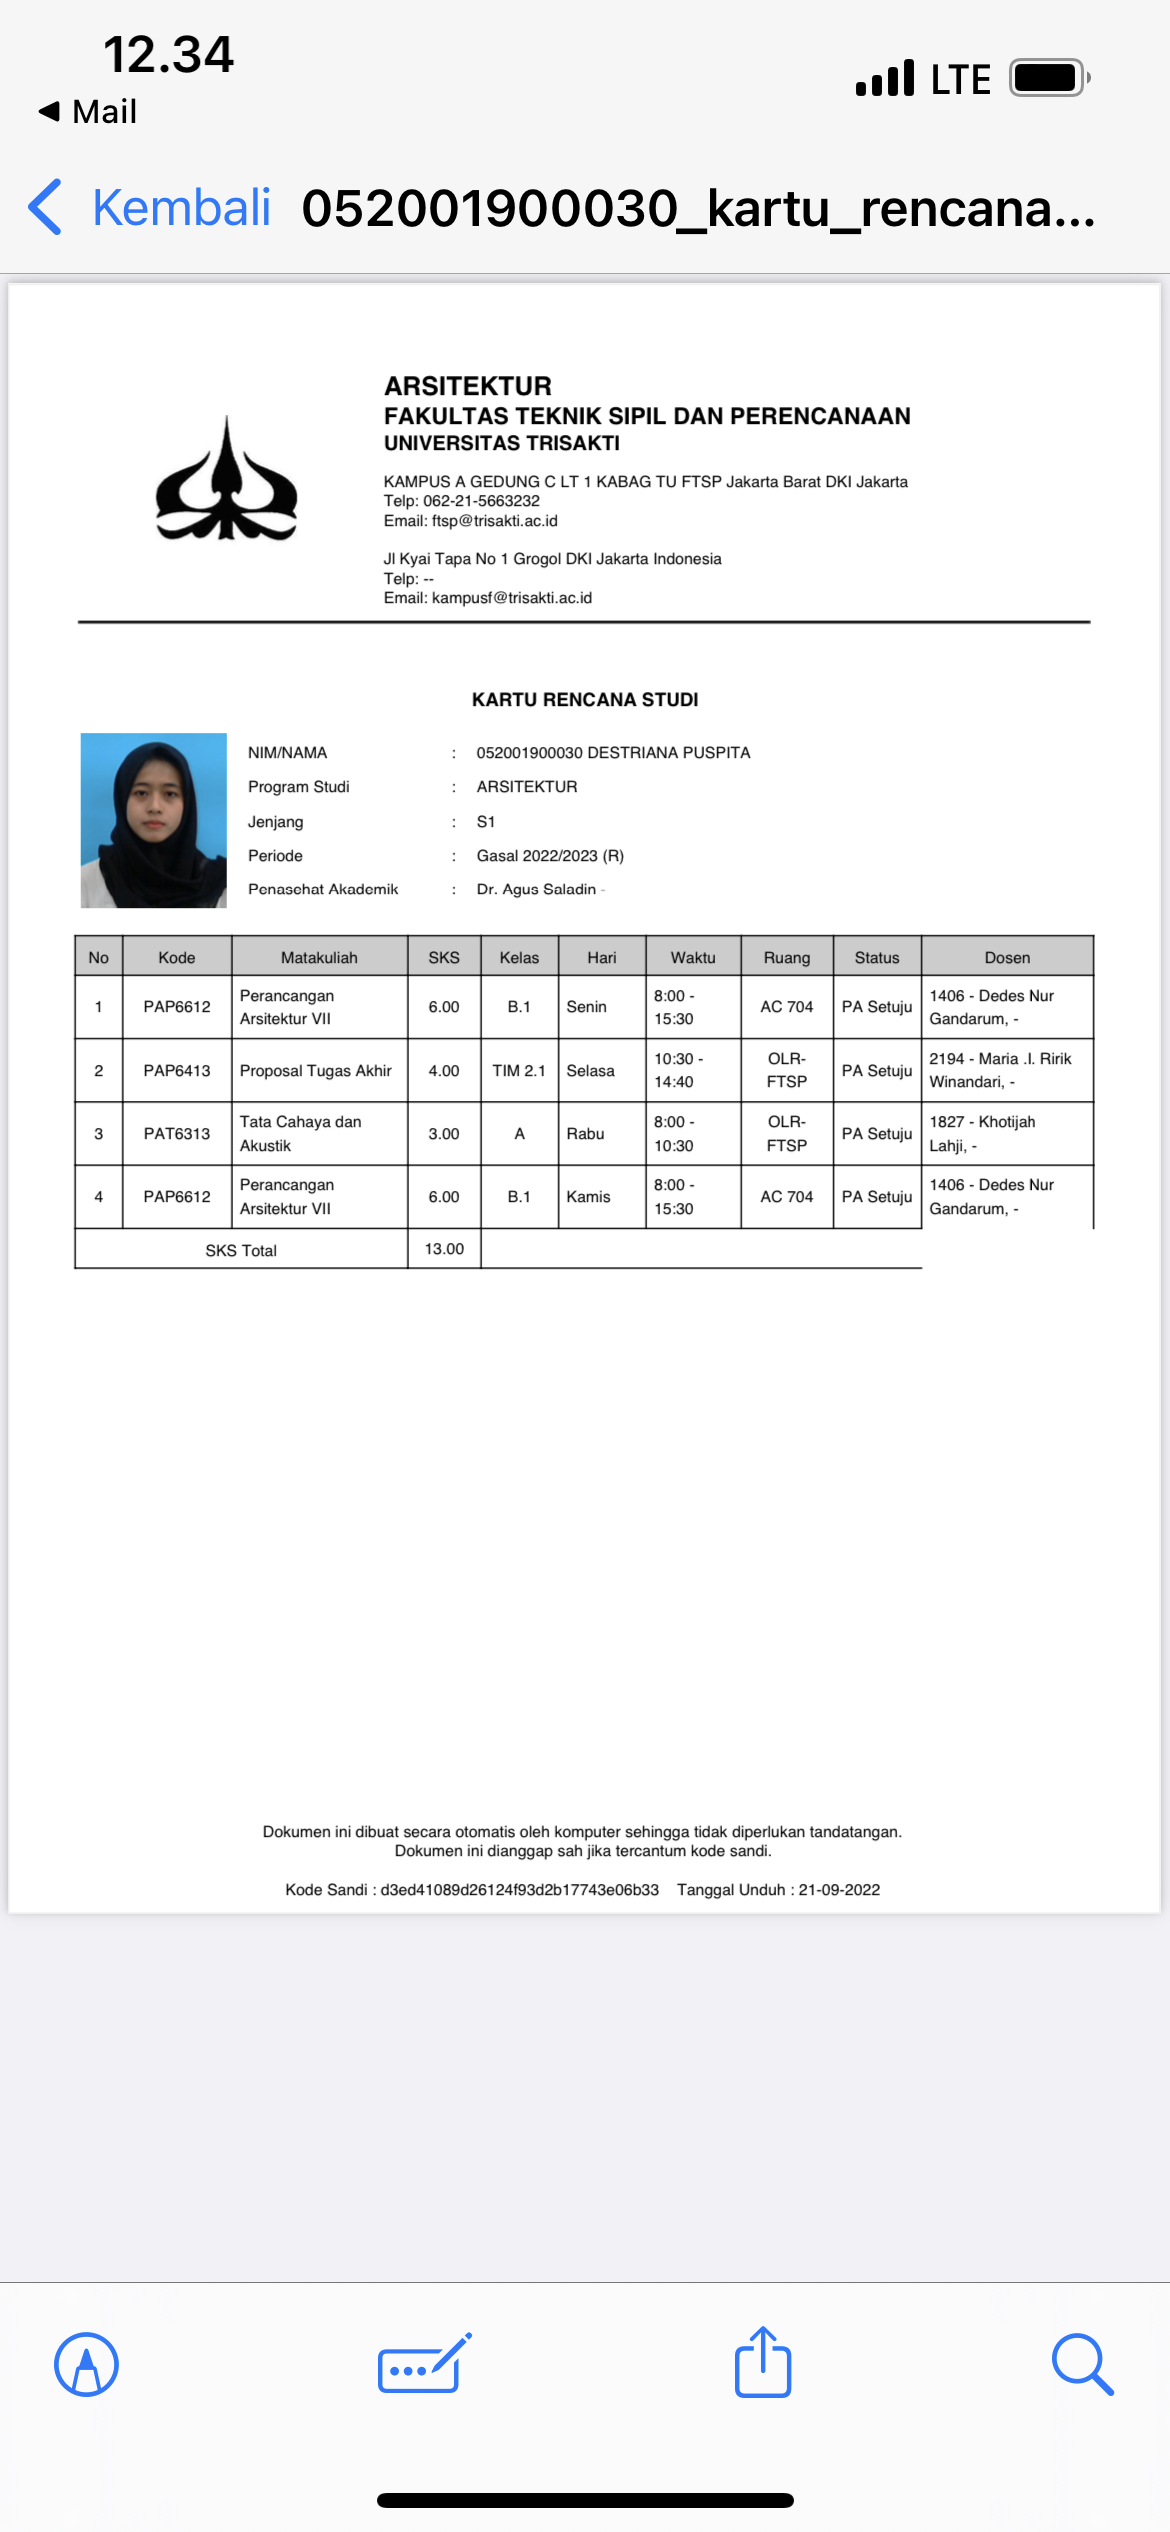 12.34
LTE
◀ Mail
Kembali 052001900030_kartu_rencana...
ARSITEKTUR
FAKULTAS TEKNIK SIPIL DAN PERENCANAAN
UNIVERSITAS TRISAKTI
KAMPUS A GEDUNG C LT 1 KABAG TU FTSP Jakarta Barat DKI Jakarta
Telp: 062-21-5663232
Email: ftsp@trisakti.ac.id
Jl Kyai Tapa No 1 Grogol DKI Jakarta Indonesia
Telp: --
Email: kampusf@trisakti.ac.id
KARTU RENCANA STUDI
NIM/NAMA : 052001900030 DESTRIANA PUSPITA
Program Studi : ARSITEKTUR
Jenjang : S1
Periode : Gasal 2022/2023 (R)
Penasehat Akademik : Dr. Agus Saladin -
No Kode Matakuliah SKS Kelas Hari Waktu Ruang Status Dosen
1 PAP6612 Perancangan Arsitektur VII 6.00 B.1 Senin 8:00 - 15:30 AC 704 PA Setuju 1406 - Dedes Nur Gandarum, -
2 PAP6413 Proposal Tugas Akhir 4.00 TIM 2.1 Selasa 10:30 - 14:40 OLR-FTSP PA Setuju 2194 - Maria .I. Ririk Winandari, -
3 PAT6313 Tata Cahaya dan Akustik 3.00 A Rabu 8:00 - 10:30 OLR-FTSP PA Setuju 1827 - Khotijah Lahji, -
4 PAP6612 Perancangan Arsitektur VII 6.00 B.1 Kamis 8:00 - 15:30 AC 704 PA Setuju 1406 - Dedes Nur Gandarum, -
SKS Total 13.00
Dokumen ini dibuat secara otomatis oleh komputer sehingga tidak diperlukan tandatangan.
Dokumen ini dianggap sah jika tercantum kode sandi.
Kode Sandi : d3ed41089d26124f93d2b17743e06b33 Tanggal Unduh : 21-09-2022